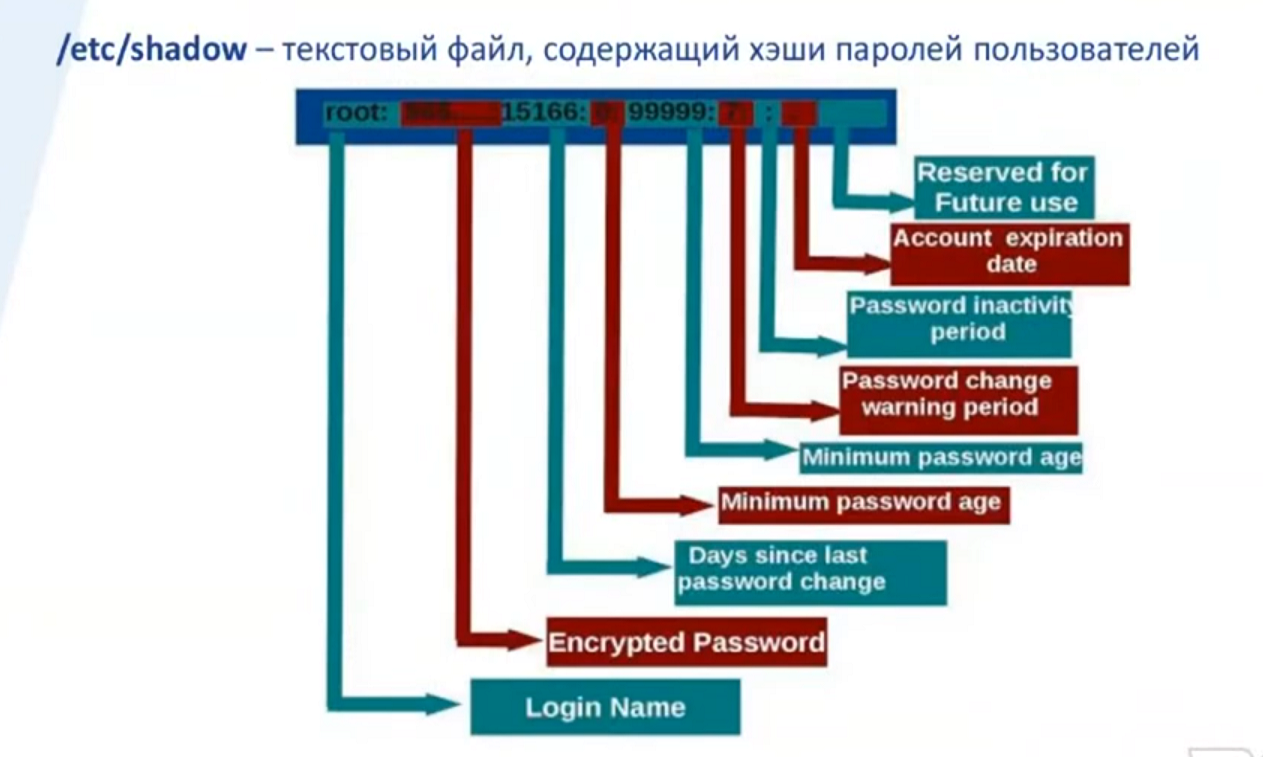 /etc/shadow – текстовый файл, содержащий хэши паролей пользователей
root: 15166: 0: 99999: 7 : :
Reserved for
Future use
Account expiration
date
Password inactivity
period
Password change
warning period
Minimum password age
Minimum password age
Days since last
password change
Encrypted Password
Login Name